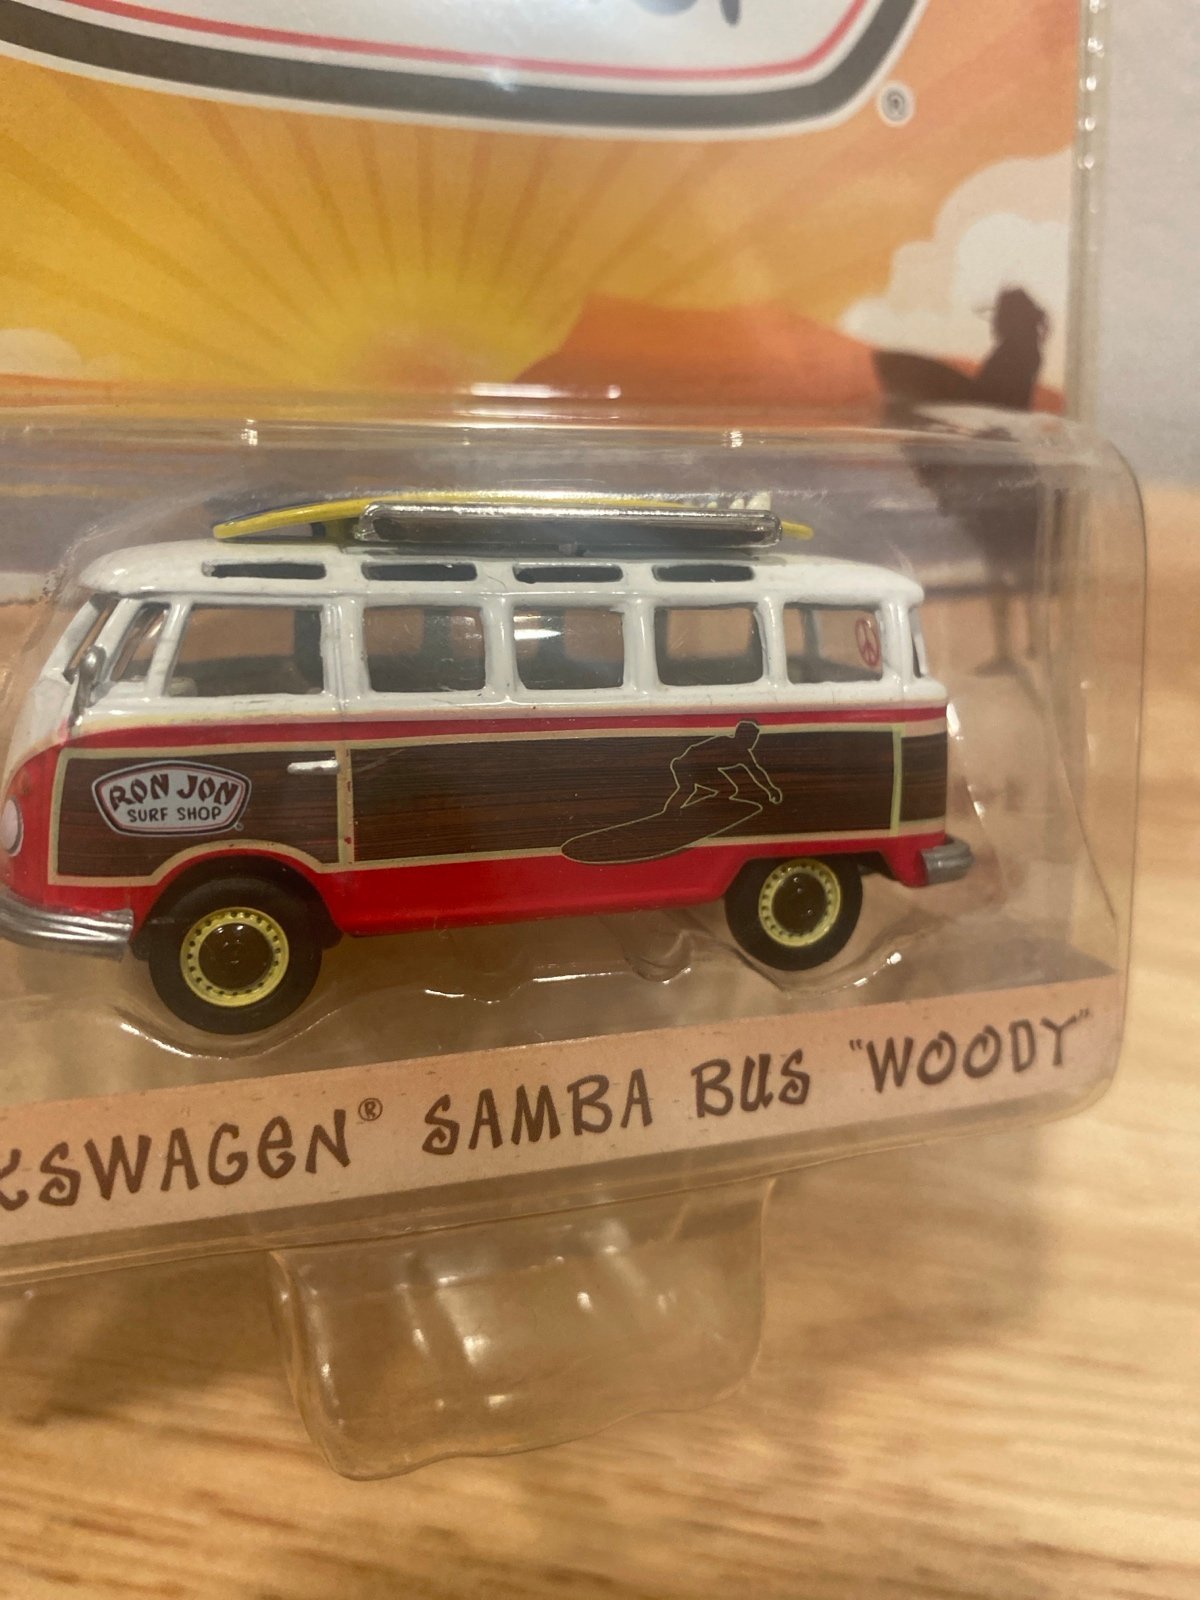 ®
RON JON
SURF SHOP
KSWAGEN® SAMBA BUS "WOODY"